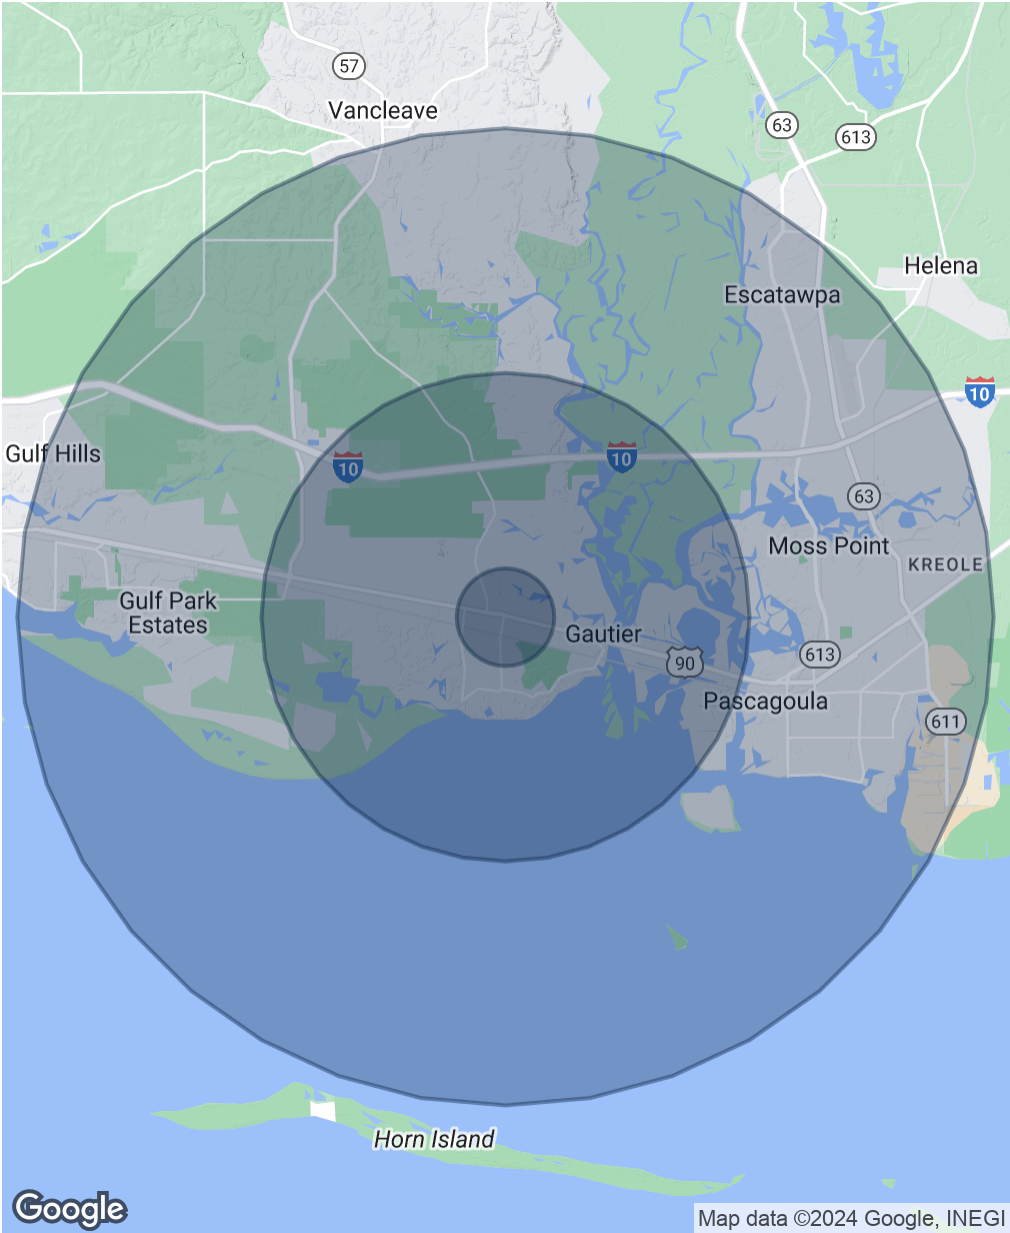 57
Vancleave
63
613
Helena
Escatawpa
10
Gulf Hills
10
10
63
Moss Point
KREOLE
Gulf Park
Estates
Gautier
613
90
Pascagoula
611
Horn Island
Google
Map data ©2024 Google, INEGI